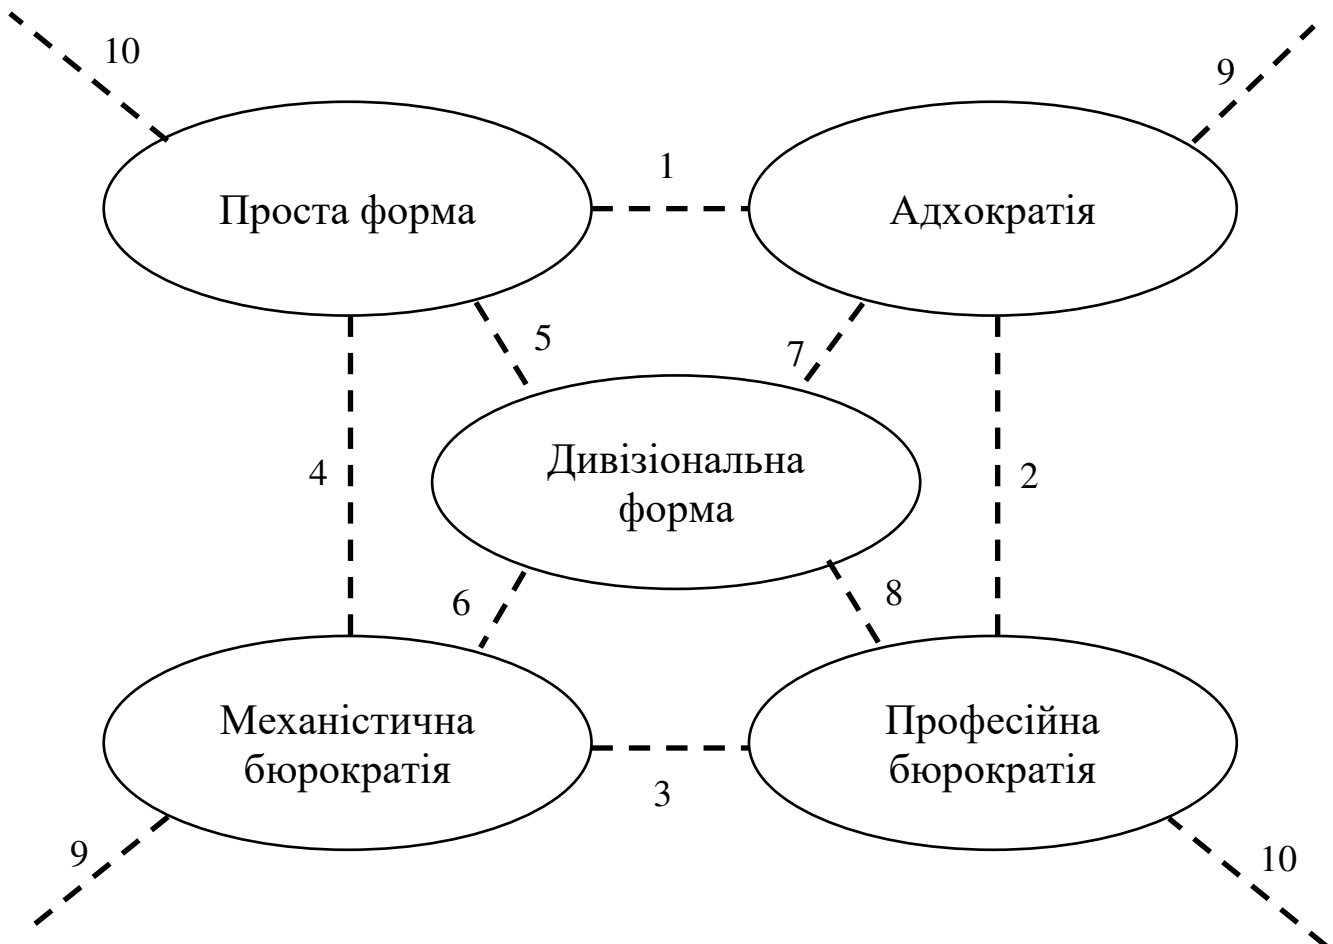 10
9
1
Проста форма
Адхократія
5
7
Дивізіональна
форма
4
2
6
8
Механістична
бюрократія
Професійна
бюрократія
3
9
10